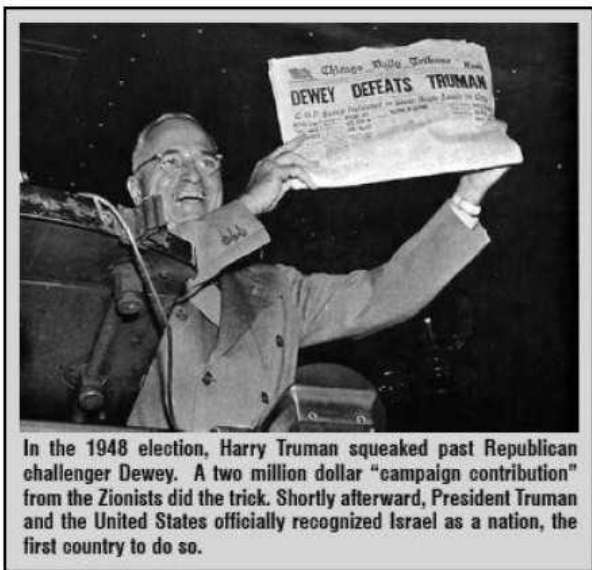 Chicago Daily Tribune
DEWEY DEFEATS TRUMAN
In the 1948 election, Harry Truman squeaked past Republican
challenger Dewey. A two million dollar “campaign contribution”
from the Zionists did the trick. Shortly afterward, President Truman
and the United States officially recognized Israel as a nation, the
first country to do so.